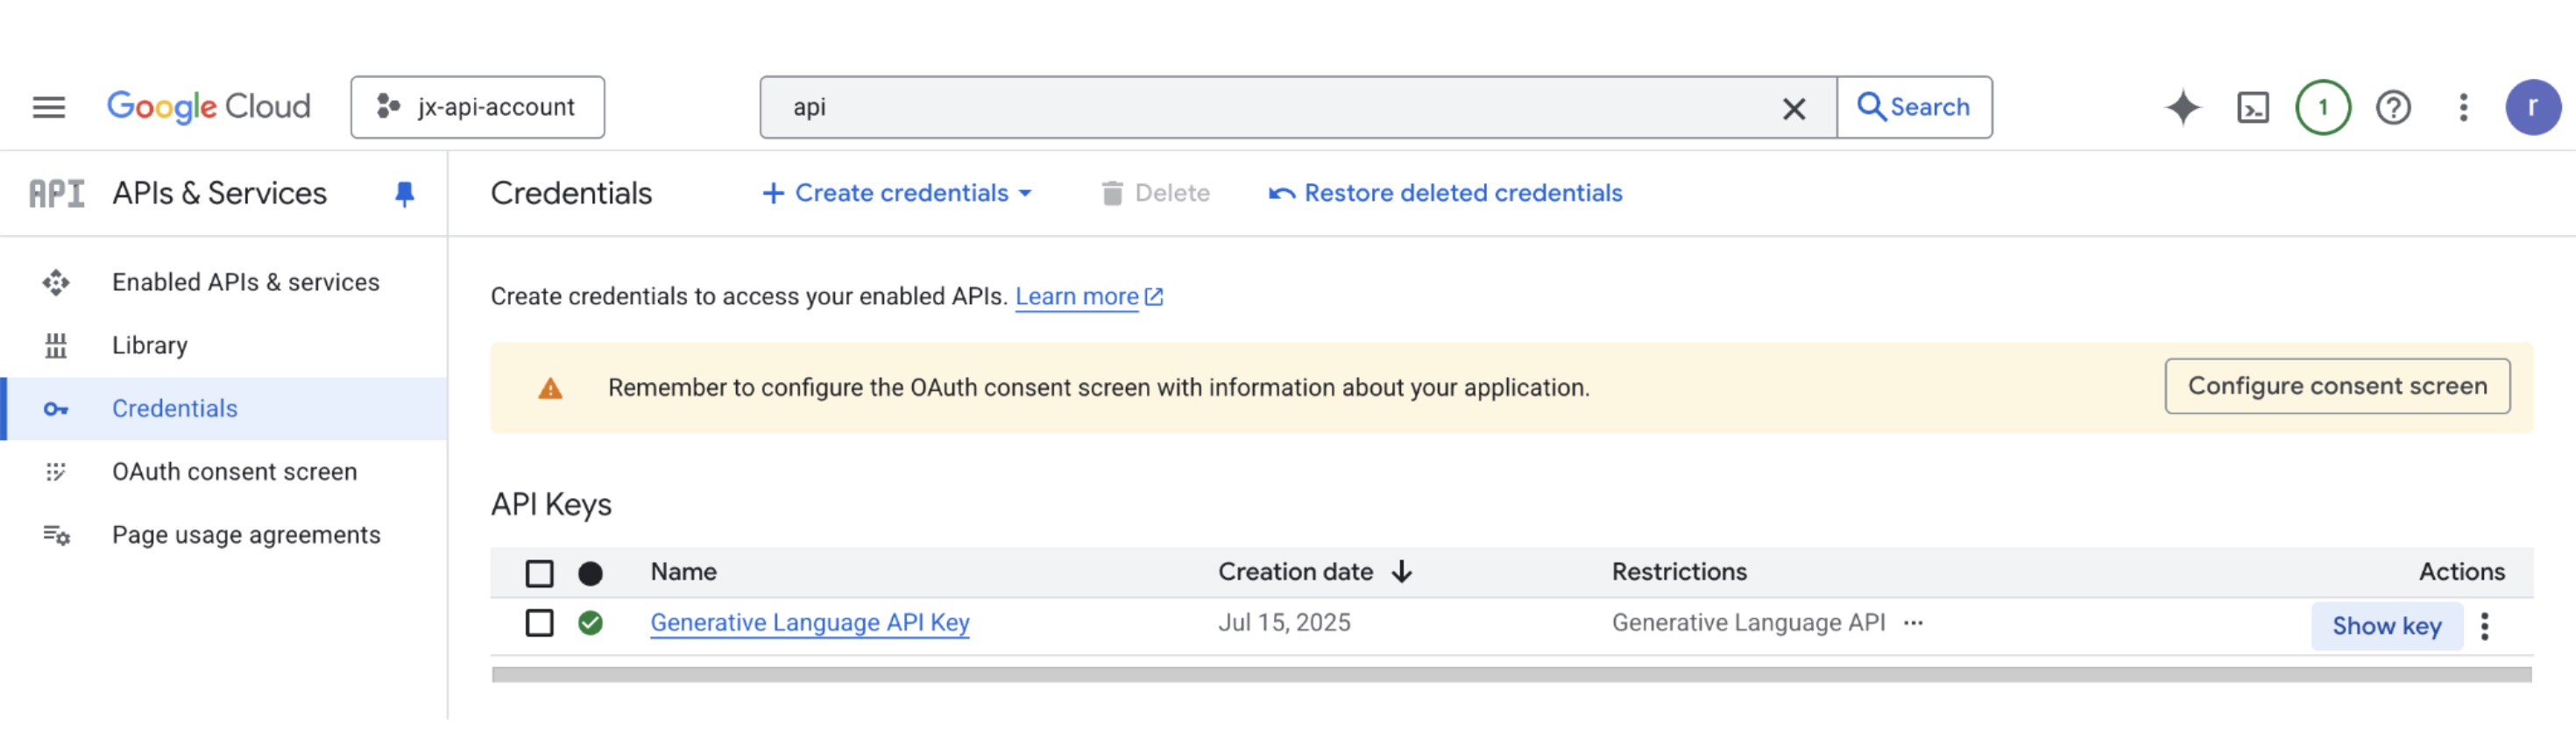 Google Cloud
jx-api-account
api
Search
1
r
API
APIs & Services
Credentials
Create credentials
Delete
Restore deleted credentials
Enabled APIs & services
Library
Credentials
OAuth consent screen
Page usage agreements
Create credentials to access your enabled APIs. Learn more
Remember to configure the OAuth consent screen with information about your application.
Configure consent screen
API Keys
Name Creation date Restrictions Actions
Generative Language API Key Jul 15, 2025 Generative Language API ... Show key